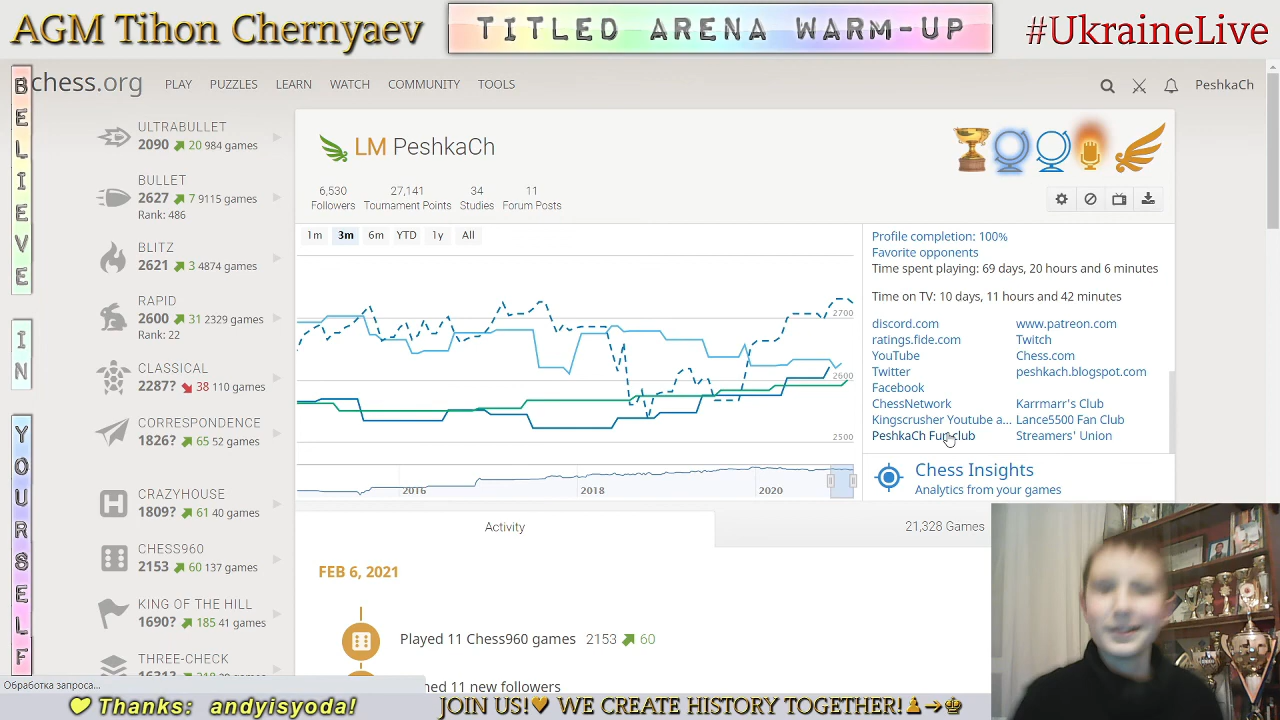 AGM Tihon Chernyaev
TITLED ARENA WARM-UP
#UkraineLive
BELIEVE
IN
YOURSELF
chess.org
PLAY PUZZLES LEARN WATCH COMMUNITY TOOLS
PeshkaCh
ULTRABULLET
2090 20 984 games
BULLET
2627 7 9115 games
Rank: 486
BLITZ
2621 3 4874 games
RAPID
2600 31 2329 games
Rank: 22
CLASSICAL
2287? 38 110 games
CORRESPONDENCE
1826? 65 52 games
CRAZYHOUSE
1809? 61 40 games
CHESS960
2153 60 137 games
KING OF THE HILL
1690? 185 41 games
THREE-CHECK
LM PeshkaCh
6,530 27,141 34 11
Followers Tournament Points Studies Forum Posts
1m 3m 6m YTD 1y All
2700
2600
2500
2016 2018 2020
Profile completion: 100%
Favorite opponents
Time spent playing: 69 days, 20 hours and 6 minutes
Time on TV: 10 days, 11 hours and 42 minutes
discord.com www.patreon.com
ratings.fide.com Twitch
YouTube Chess.com
Twitter peshkach.blogspot.com
Facebook
ChessNetwork Karrmarr's Club
Kingscrusher Youtube a... Lance5500 Fan Club
PeshkaCh Fun club Streamers' Union
Chess Insights
Analytics from your games
Activity 21,328 Games
FEB 6, 2021
Played 11 Chess960 games 2153 60
ned 11 new followers
Обработка запроса...
Thanks: andyisyoda!
JOIN US! WE CREATE HISTORY TOGETHER!